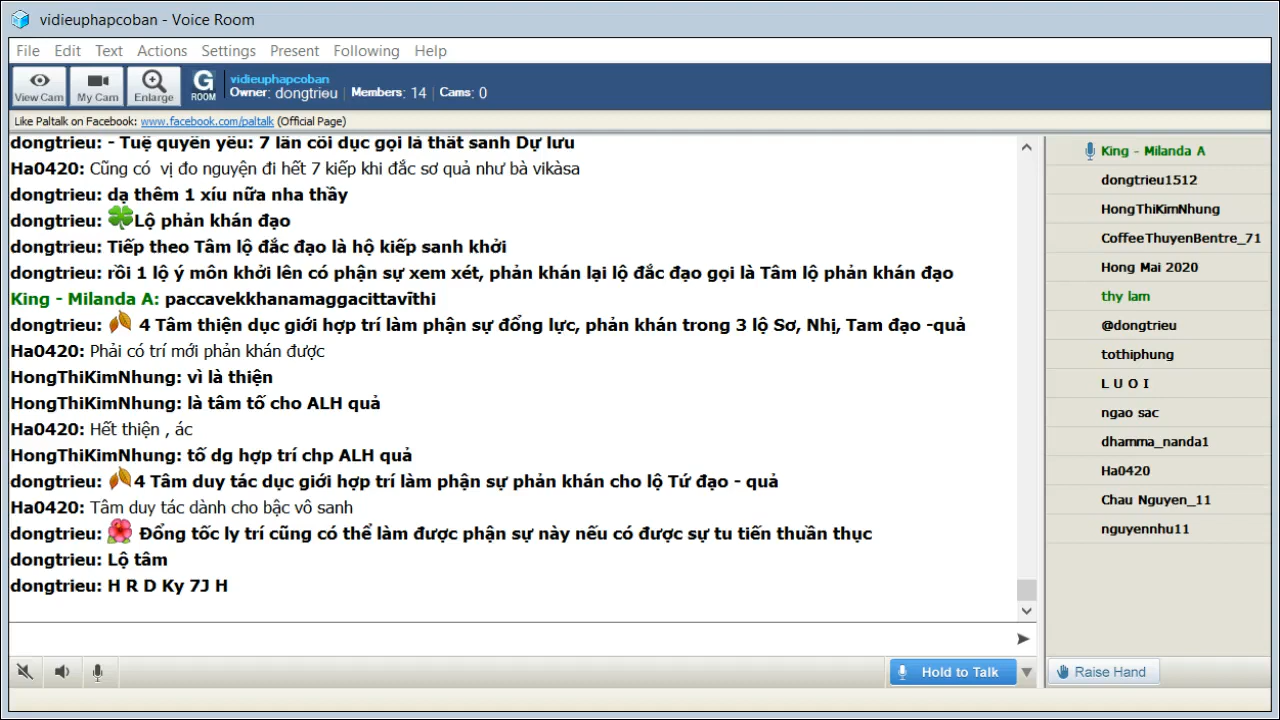 vidieuphapcoban - Voice Room
File Edit Text Actions Settings Present Following Help
View Cam My Cam Enlarge G ROOM
vidieuphapcoban
Owner: dongtrieu | Members: 14 | Cams: 0
Like Paltalk on Facebook: www.facebook.com/paltalk (Official Page)
dongtrieu: - Tuệ quyền yếu: 7 lần cõi dục gọi là thất sanh Dự lưu
Ha0420: Cũng có vị đo nguyện đi hết 7 kiếp khi đắc sơ quả như bà vikàsa
dongtrieu: dạ thêm 1 xíu nữa nha thầy
dongtrieu: Lộ phản khán đạo
dongtrieu: Tiếp theo Tâm lộ đắc đạo là hộ kiếp sanh khởi
dongtrieu: rồi 1 lộ ý môn khởi lên có phận sự xem xét, phản khán lại lộ đắc đạo gọi là Tâm lộ phản khán đạo
King - Milanda A: paccavekkhanamaggacittavīthi
dongtrieu: 4 Tâm thiện dục giới hợp trí làm phận sự đổng lực, phản khán trong 3 lộ Sơ, Nhị, Tam đạo -quả
Ha0420: Phải có trí mới phản khán được
HongThiKimNhung: vì là thiện
HongThiKimNhung: là tâm tố cho ALH quả
Ha0420: Hết thiện , ác
HongThiKimNhung: tố dg hợp trí chp ALH quả
dongtrieu: 4 Tâm duy tác dục giới hợp trí làm phận sự phản khán cho lộ Tứ đạo - quả
Ha0420: Tâm duy tác dành cho bậc vô sanh
dongtrieu: Đổng tốc ly trí cũng có thể làm được phận sự này nếu có được sự tu tiến thuần thục
dongtrieu: Lộ tâm
dongtrieu: H R D Ky 7J H
Hold to Talk
King - Milanda A
dongtrieu1512
HongThiKimNhung
CoffeeThuyenBentre_71
Hong Mai 2020
thy lam
@dongtrieu
tothiphung
L U O I
ngao sac
dhamma_nanda1
Ha0420
Chau Nguyen_11
nguyennhu11
Raise Hand